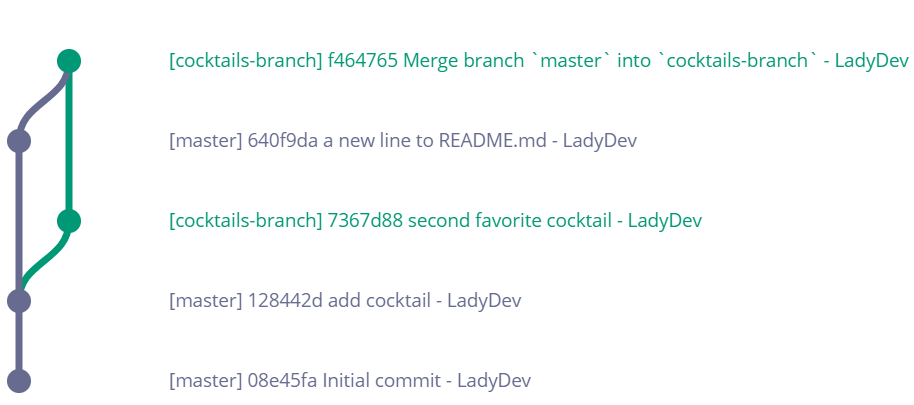 [cocktails-branch] f464765 Merge branch `master` into `cocktails-branch` - LadyDev
[master] 640f9da a new line to README.md - LadyDev
[cocktails-branch] 7367d88 second favorite cocktail - LadyDev
[master] 128442d add cocktail - LadyDev
[master] 08e45fa Initial commit - LadyDev